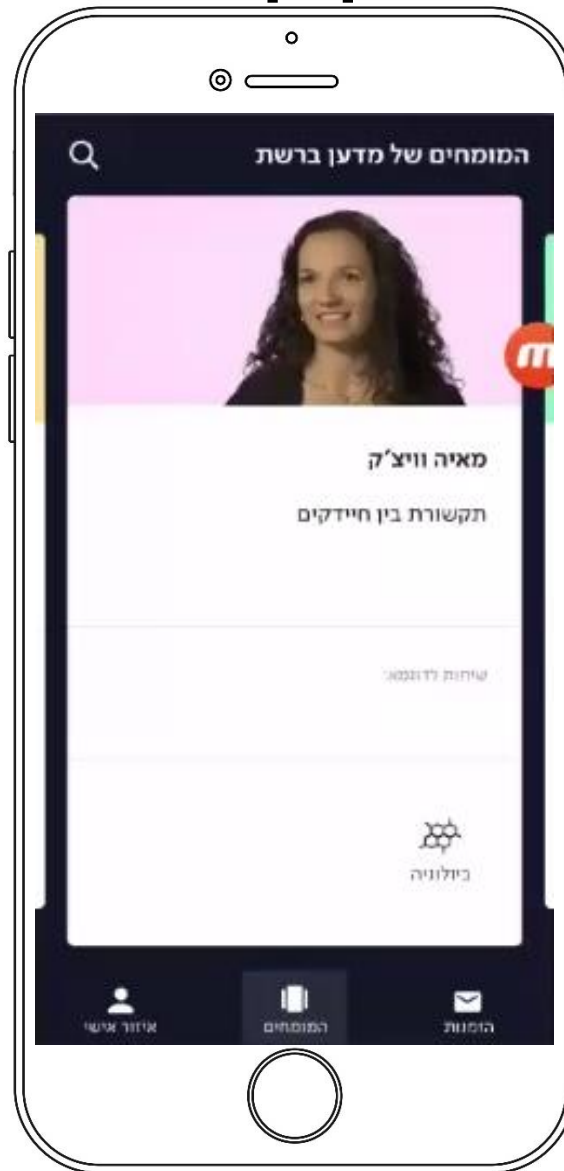 המומחים של מדען ברשת
מאיה וויצ'ק
תקשורת בין חיידקים
שיחות לדוגמא:
ביולוגיה
הזמנות
המומחים
איזור אישי